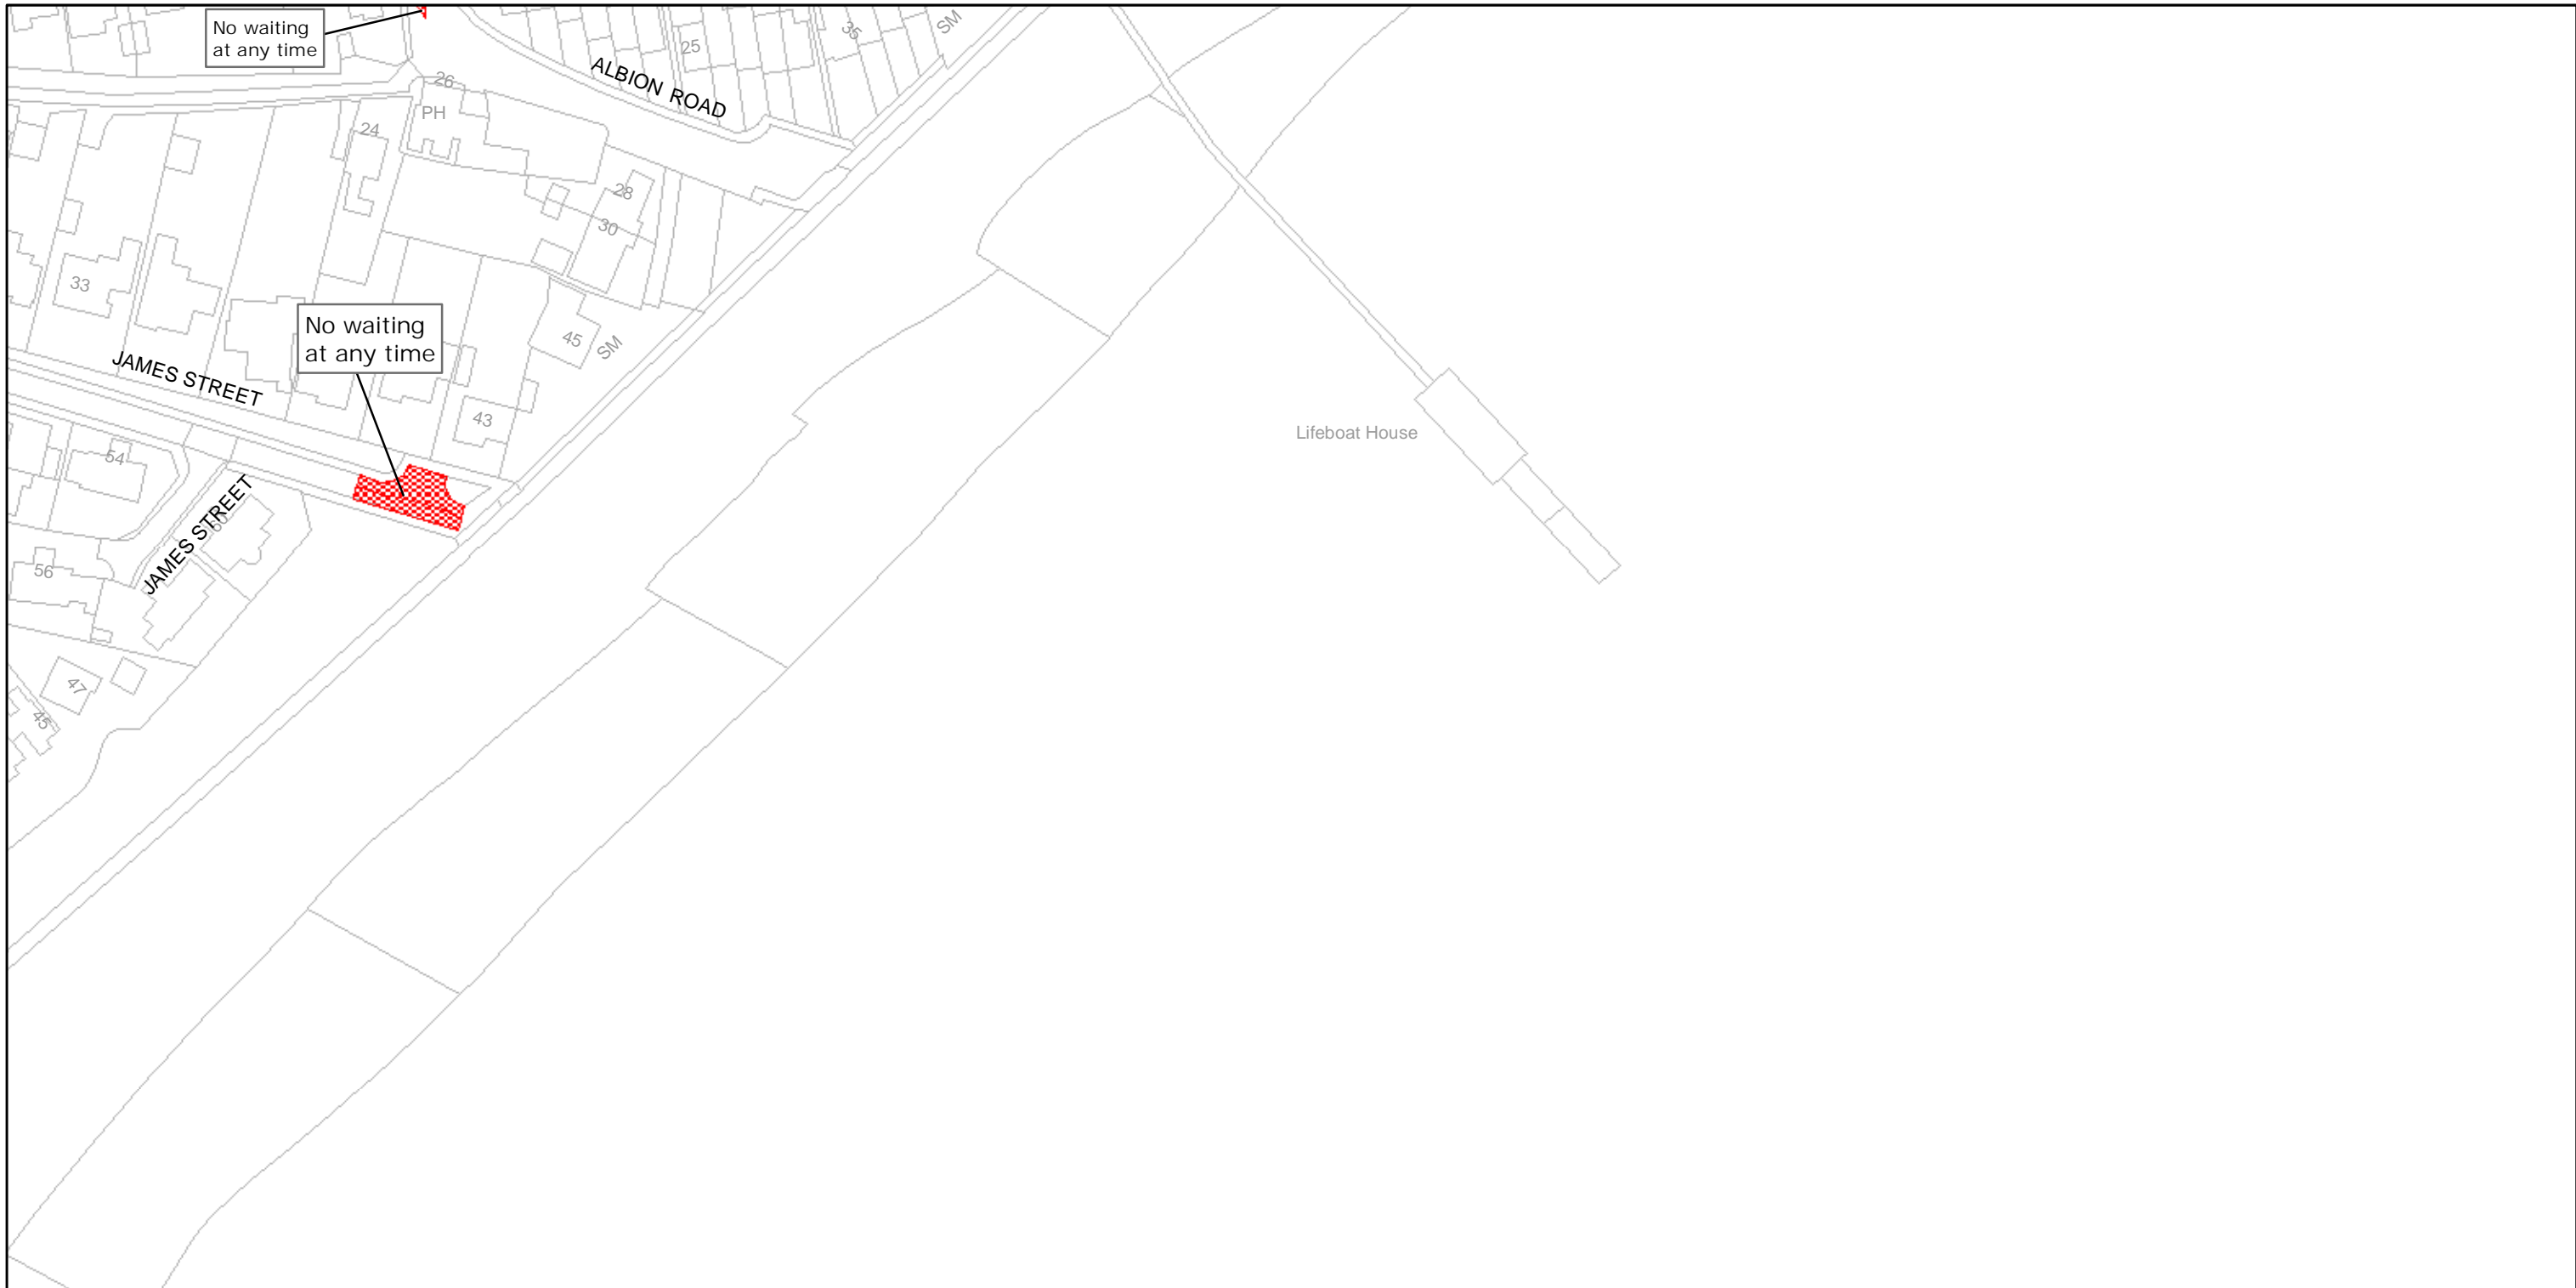 No waiting
at any time
25
35
SM
ALBION ROAD
26
PH
24
28
30
33
No waiting
at any time
45
SM
JAMES STREET
43
54
JAMES STREET
56
47
45
Lifeboat House